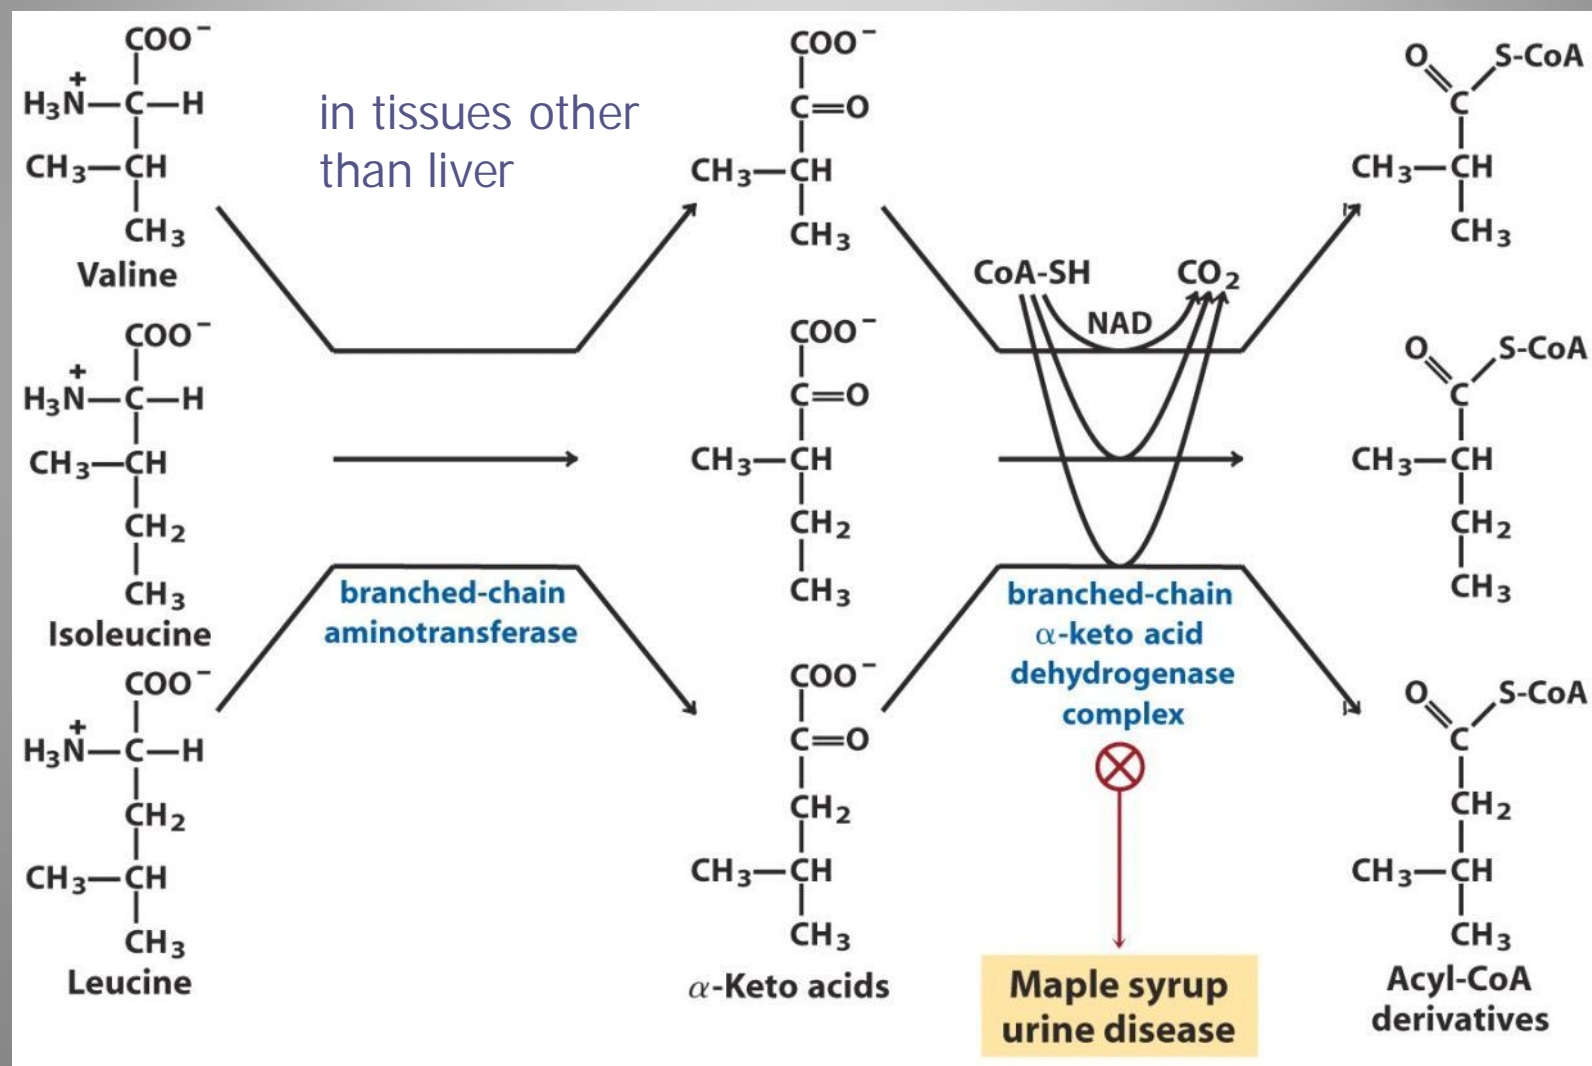 COO⁻
H₃N⁺—C—H
CH₃—CH
CH₃
Valine
in tissues other
than liver
COO⁻
C=O
CH₃—CH
CH₃
CoA-SH
CO₂
NAD
O
S-CoA
C
CH₃—CH
CH₃
COO⁻
H₃N⁺—C—H
CH₃—CH
CH₂
CH₃
Isoleucine
branched-chain
aminotransferase
COO⁻
C=O
CH₃—CH
CH₂
CH₃
branched-chain
α-keto acid
dehydrogenase
complex
O
S-CoA
C
CH₃—CH
CH₂
CH₃
COO⁻
H₃N⁺—C—H
CH₂
CH₃—CH
CH₃
Leucine
COO⁻
C=O
CH₂
CH₃—CH
CH₃
α-Keto acids
Maple syrup
urine disease
O
S-CoA
C
CH₂
CH₃—CH
CH₃
Acyl-CoA
derivatives